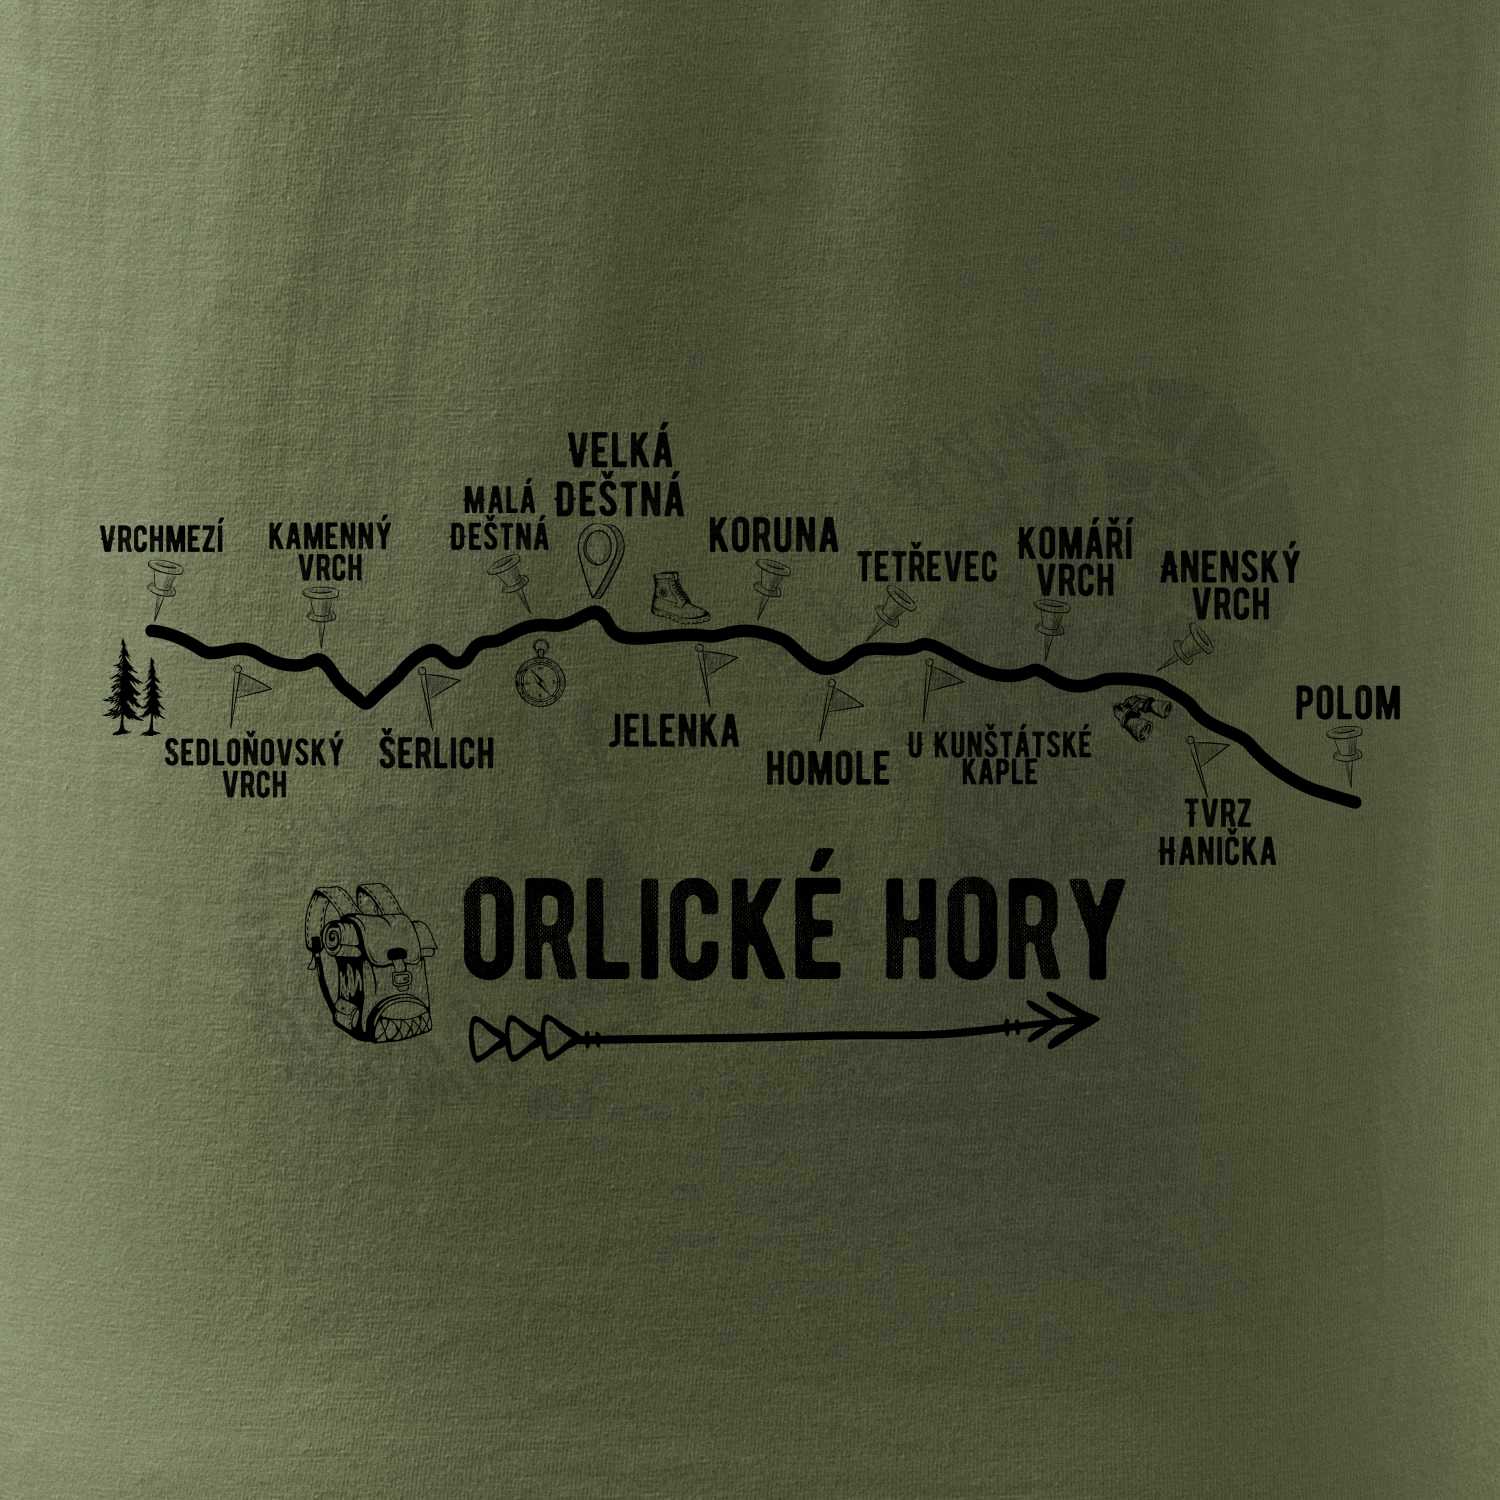 VRCHMEZÍ
KAMENNÝ
VRCH
MALÁ
DEŠTNÁ
VELKÁ
DEŠTNÁ
KORUNA
TETŘEVEC
KOMÁŘÍ
VRCH
ANENSKÝ
VRCH
POLOM
SEDLOŇOVSKÝ
VRCH
ŠERLICH
JELENKA
HOMOLE
U KUNŠTÁTSKÉ
KAPLE
TVRZ
HANIČKA
ORLICKÉ HORY